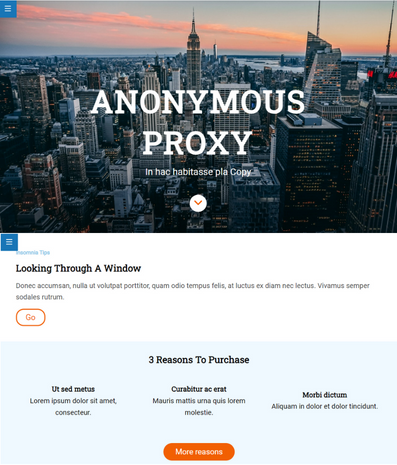 ANONYMOUS
PROXY
In hac habitasse pla Copy
Insomnia Tips
Looking Through A Window
Donec accumsan, nulla ut volutpat porttitor, quam odio tempus felis, at luctus ex diam nec lectus. Vivamus semper
sodales rutrum.
Go
3 Reasons To Purchase
Ut sed metus
Lorem ipsum dolor sit amet,
consectetur.
Curabitur ac erat
Mauris mattis urna quis lorem
molestie.
Morbi dictum
Aliquam in dolor et dolor tincidunt.
More reasons